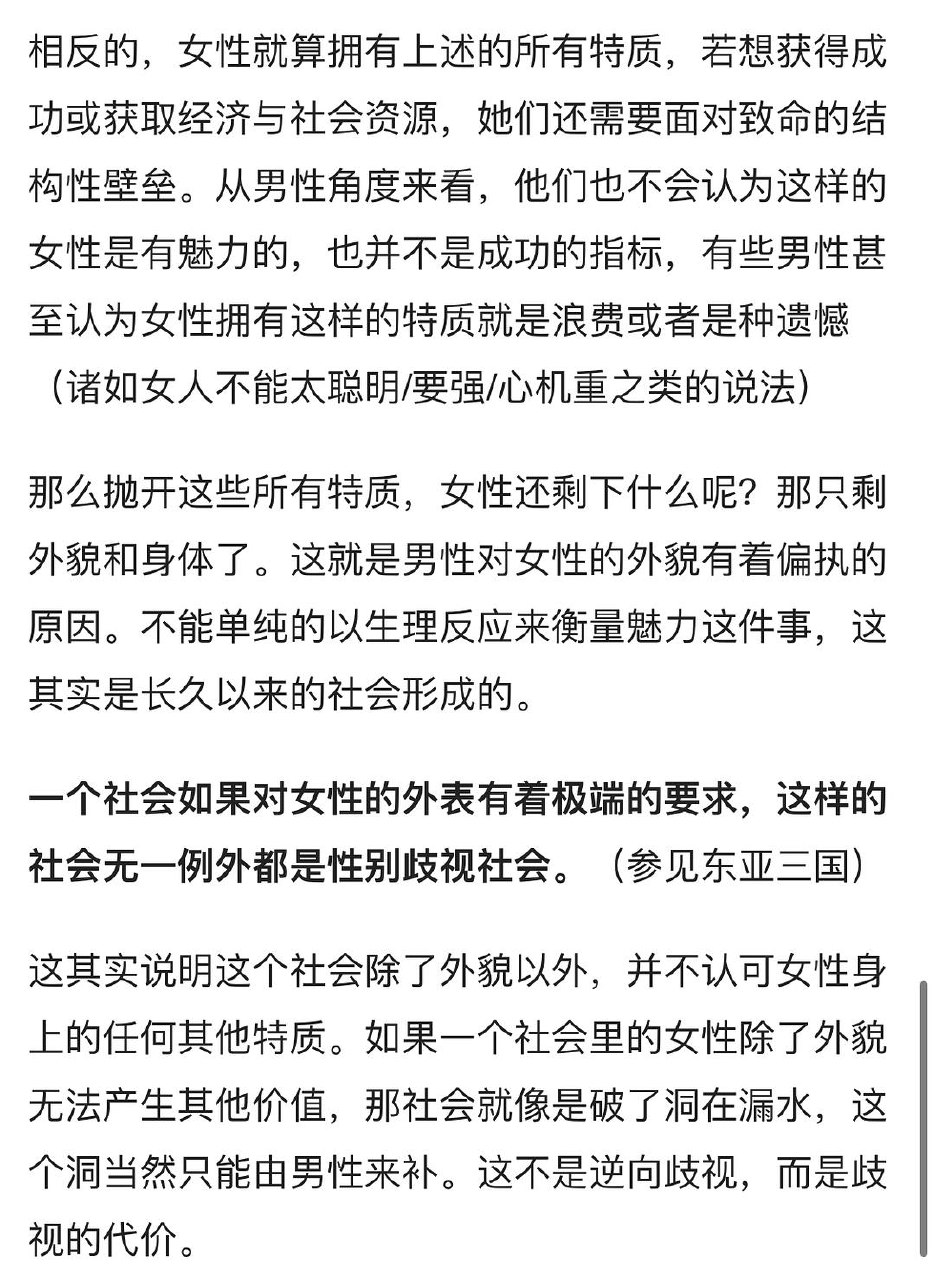 相反的，女性就算拥有上述的所有特质，若想获得成
功或获取经济与社会资源，她们还需要面对致命的结
构性壁垒。从男性角度来看，他们也不会认为这样的
女性是有魅力的，也并不是成功的指标，有些男性甚
至认为女性拥有这样的特质就是浪费或者是种遗憾
（诸如女人不能太聪明/要强/心机重之类的说法）
那么抛开这些所有特质，女性还剩下什么呢？那只剩
外貌和身体了。这就是男性对女性的外貌有着偏执的
原因。不能单纯的以生理反应来衡量魅力这件事，这
其实是长久以来的社会形成的。
一个社会如果对女性的外表有着极端的要求，这样的
社会无一例外都是性别歧视社会。（参见东亚三国）
这其实说明这个社会除了外貌以外，并不认可女性身
上的任何其他特质。如果一个社会里的女性除了外貌
无法产生其他价值，那社会就像是破了洞在漏水，这
个洞当然只能由男性来补。这不是逆向歧视，而是歧
视的代价。